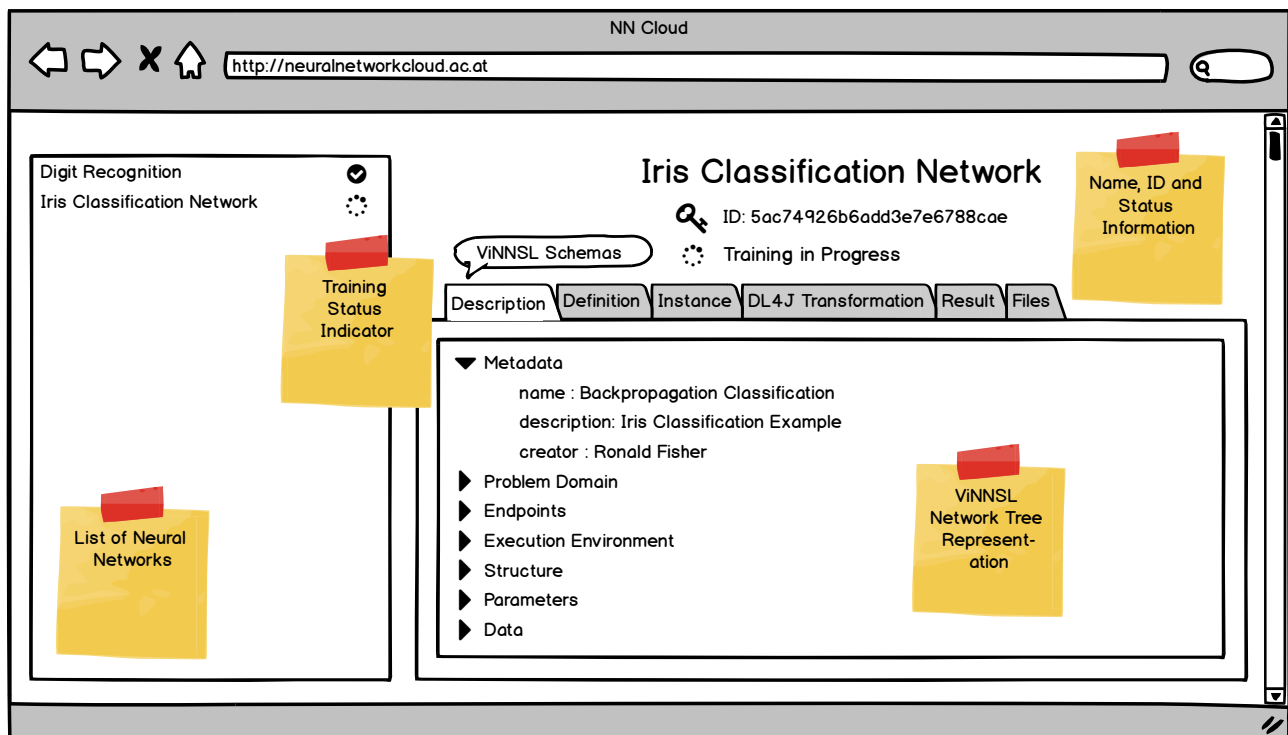 NN Cloud
http://neuralnetworkcloud.ac.at
Digit Recognition
Iris Classification Network
Training
Status
Indicator
List of Neural
Networks
Iris Classification Network
ID: 5ac74926b6add3e7e6788cae
Training in Progress
Name, ID and
Status
Information
ViNNSL Schemas
Description Definition Instance DL4J Transformation Result Files
Metadata
name : Backpropagation Classification
description: Iris Classification Example
creator : Ronald Fisher
Problem Domain
Endpoints
Execution Environment
Structure
Parameters
Data
ViNNSL
Network Tree
Represent-
ation